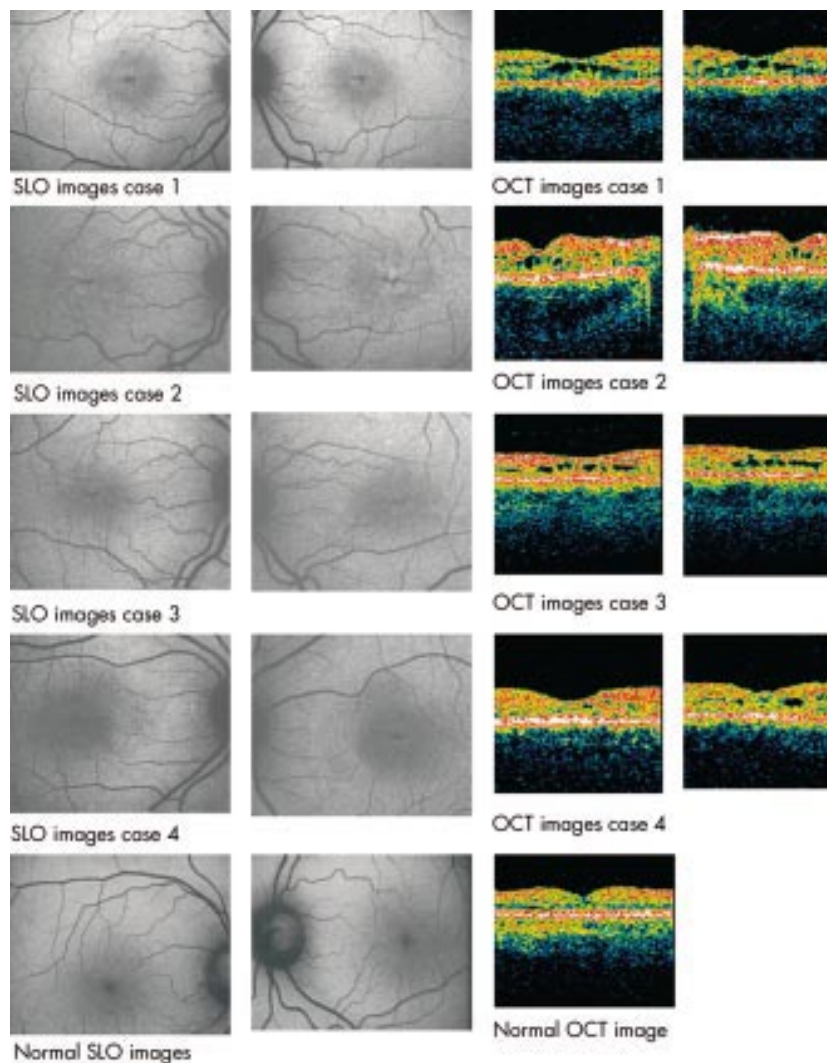 SLO images case 1
OCT images case 1
SLO images case 2
OCT images case 2
SLO images case 3
OCT images case 3
SLO images case 4
OCT images case 4
Normal SLO images
Normal OCT image